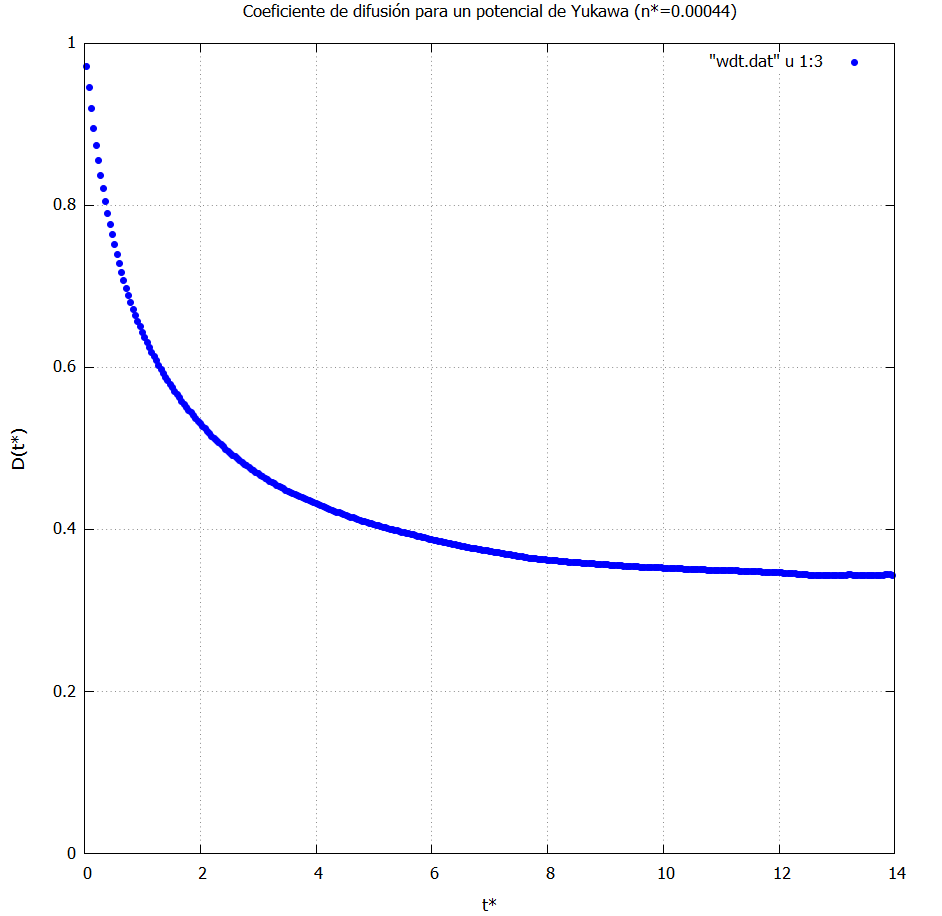 Coeficiente de difusión para un potencial de Yukawa (n*=0.00044)
"wdt.dat" u 1:3
1
0.8
0.6
0.4
0.2
0
D(t*)
0 2 4 6 8 10 12 14
t*